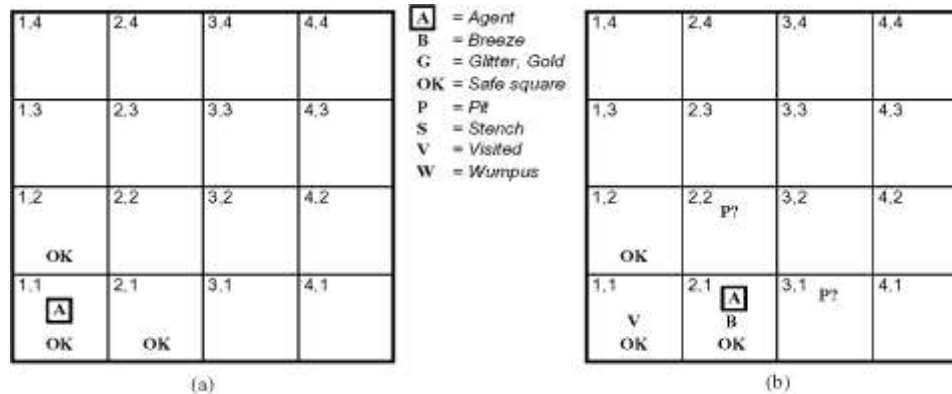 1,4 2,4 3,4 4,4
1,3 2,3 3,3 4,3
1,2 2,2 3,2 4,2
OK
1,1 2,1 3,1 4,1
A
OK OK
(a)
A = Agent
B = Breeze
G = Glitter, Gold
OK = Safe square
P = Pit
S = Stench
V = Visited
W = Wumpus
1,4 2,4 3,4 4,4
1,3 2,3 3,3 4,3
1,2 2,2 3,2 4,2
P?
OK
1,1 2,1 A 3,1 P? 4,1
V B
OK OK
(b)